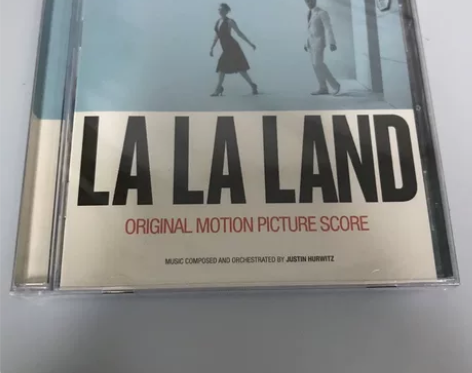 LA LA LAND
ORIGINAL MOTION PICTURE SCORE
MUSIC COMPOSED AND ORCHESTRATED BY JUSTIN HURWITZ